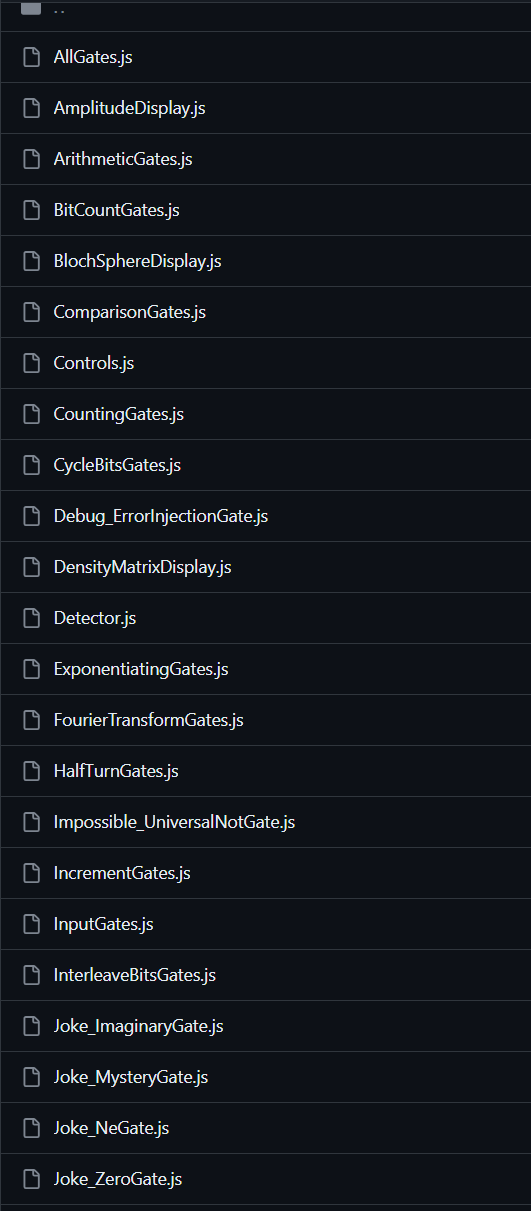 ..
AllGates.js
AmplitudeDisplay.js
ArithmeticGates.js
BitCountGates.js
BlochSphereDisplay.js
ComparisonGates.js
Controls.js
CountingGates.js
CycleBitsGates.js
Debug_ErrorInjectionGate.js
DensityMatrixDisplay.js
Detector.js
ExponentiatingGates.js
FourierTransformGates.js
HalfTurnGates.js
Impossible_UniversalNotGate.js
IncrementGates.js
InputGates.js
InterleaveBitsGates.js
Joke_ImaginaryGate.js
Joke_MysteryGate.js
Joke_NeGate.js
Joke_ZeroGate.js